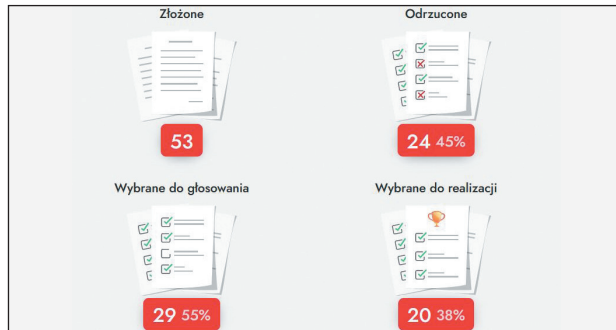 Złożone
53
Odrzucone
24 45%
Wybrane do głosowania
29 55%
Wybrane do realizacji
20 38%